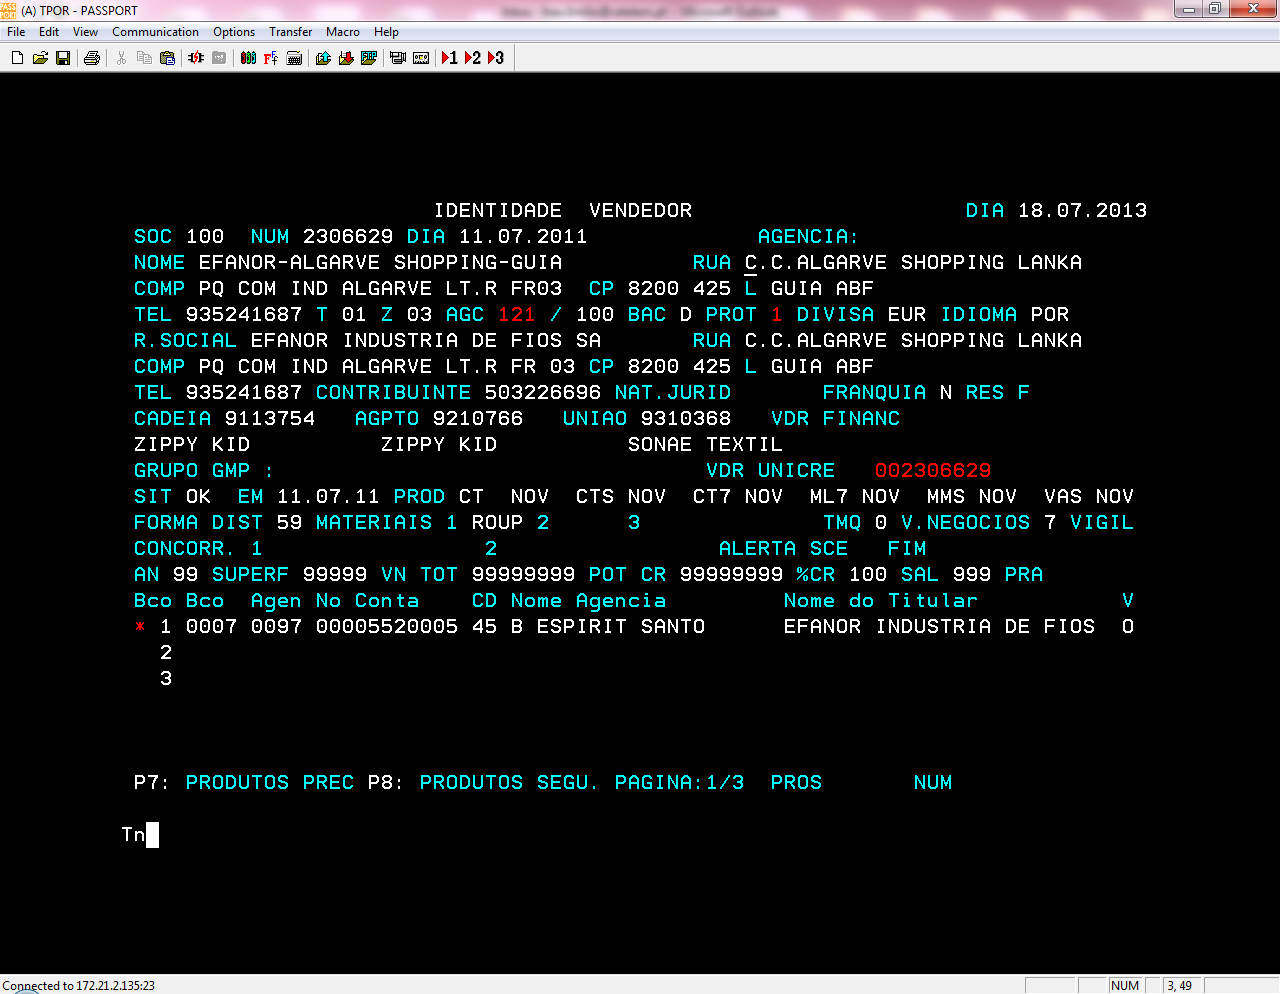 (A) TPOR - PASSPORT
File Edit View Communication Options Transfer Macro Help
1 2 3
IDENTIDADE VENDEDOR DIA 18.07.2013
SOC 100 NUM 2306629 DIA 11.07.2011 AGENCIA:
NOME EFANOR-ALGARVE SHOPPING-GUIA RUA C.C.ALGARVE SHOPPING LANKA
COMP PQ COM IND ALGARVE LT.R FR03 CP 8200 425 L GUIA ABF
TEL 935241687 T 01 Z 03 AGC 121 / 100 BAC D PROT 1 DIVISA EUR IDIOMA POR
R.SOCIAL EFANOR INDUSTRIA DE FIOS SA RUA C.C.ALGARVE SHOPPING LANKA
COMP PQ COM IND ALGARVE LT.R FR 03 CP 8200 425 L GUIA ABF
TEL 935241687 CONTRIBUINTE 503226696 NAT.JURID FRANQUIA N RES F
CADEIA 9113754 AGPTO 9210766 UNIAO 9310368 VDR FINANC
ZIPPY KID ZIPPY KID SONAE TEXTIL
GRUPO GMP : VDR UNICRE 002306629
SIT OK EM 11.07.11 PROD CT NOV CTS NOV CT7 NOV ML7 NOV MMS NOV VAS NOV
FORMA DIST 59 MATERIAIS 1 ROUP 2 3 TMQ 0 V.NEGOCIOS 7 VIGIL
CONCORR. 1 2 ALERTA SCE FIM
AN 99 SUPERF 99999 VN TOT 99999999 POT CR 99999999 %CR 100 SAL 999 PRA
Bco Bco Agen No Conta CD Nome Agencia Nome do Titular V
* 1 0007 0097 00005520005 45 B ESPIRIT SANTO EFANOR INDUSTRIA DE FIOS O
2
3
P7: PRODUTOS PREC P8: PRODUTOS SEGU. PAGINA:1/3 PROS NUM
Tn
Connected to 172.21.2.135:23 NUM 3, 49